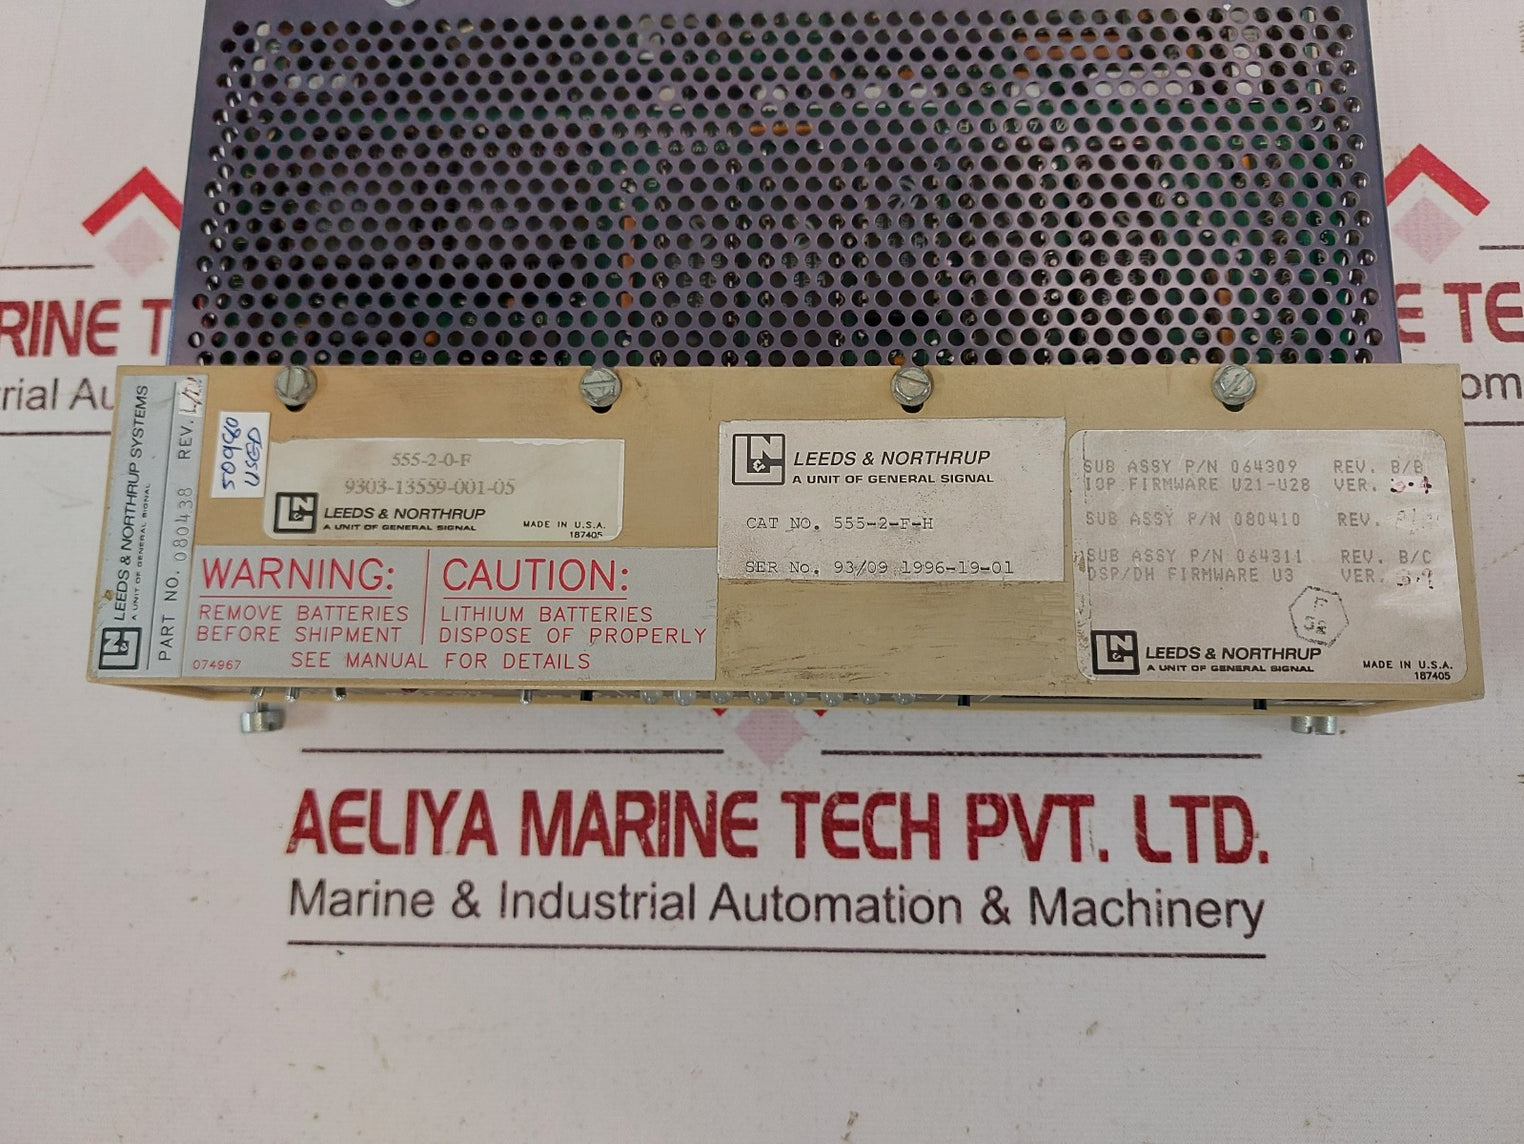 LEEDS & NORTHRUP SYSTEMS
A UNIT OF GENERAL SIGNAL
PART NO. 080438 REV.
50980
USED
555-2-0-F
9303-13559-001-05
LEEDS & NORTHRUP
A UNIT OF GENERAL SIGNAL
MADE IN U.S.A.
187405
WARNING:
REMOVE BATTERIES
BEFORE SHIPMENT
CAUTION:
LITHIUM BATTERIES
DISPOSE OF PROPERLY
SEE MANUAL FOR DETAILS
074967
LEEDS & NORTHRUP
A UNIT OF GENERAL SIGNAL
CAT NO. 555-2-F-H
SER No. 93/09 1996-19-01
SUB ASSY P/N 064309 REV. B/B
IOP FIRMWARE U21-U28 VER.
SUB ASSY P/N 080410 REV.
SUB ASSY P/N 064311 REV. B/C
DSP/DH FIRMWARE U3 VER.
LEEDS & NORTHRUP
A UNIT OF GENERAL SIGNAL
MADE IN U.S.A.
187405
RINE T
rial Au
E TE
om
AELIYA MARINE TECH PVT. LTD.
Marine & Industrial Automation & Machinery